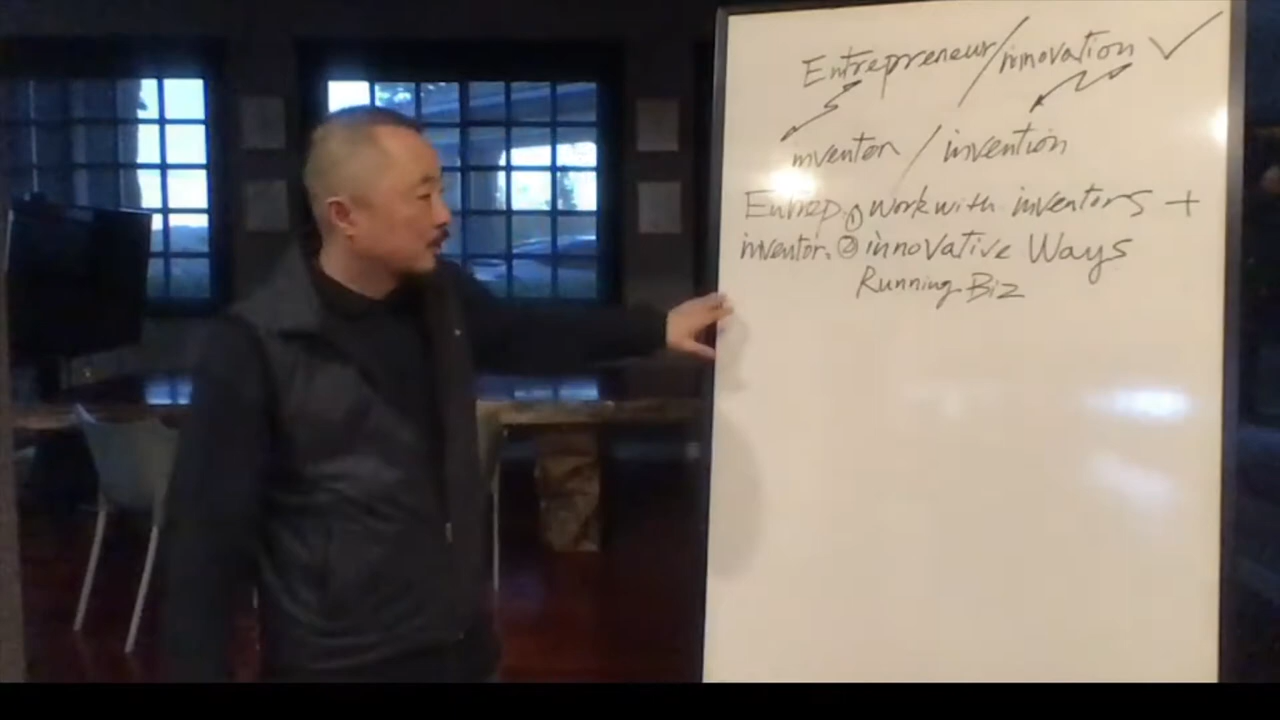 Entrepreneur/innovation ✓
inventor / invention
Entrep. ① work with inventors +
inventor. ② innovative Ways
Running Biz